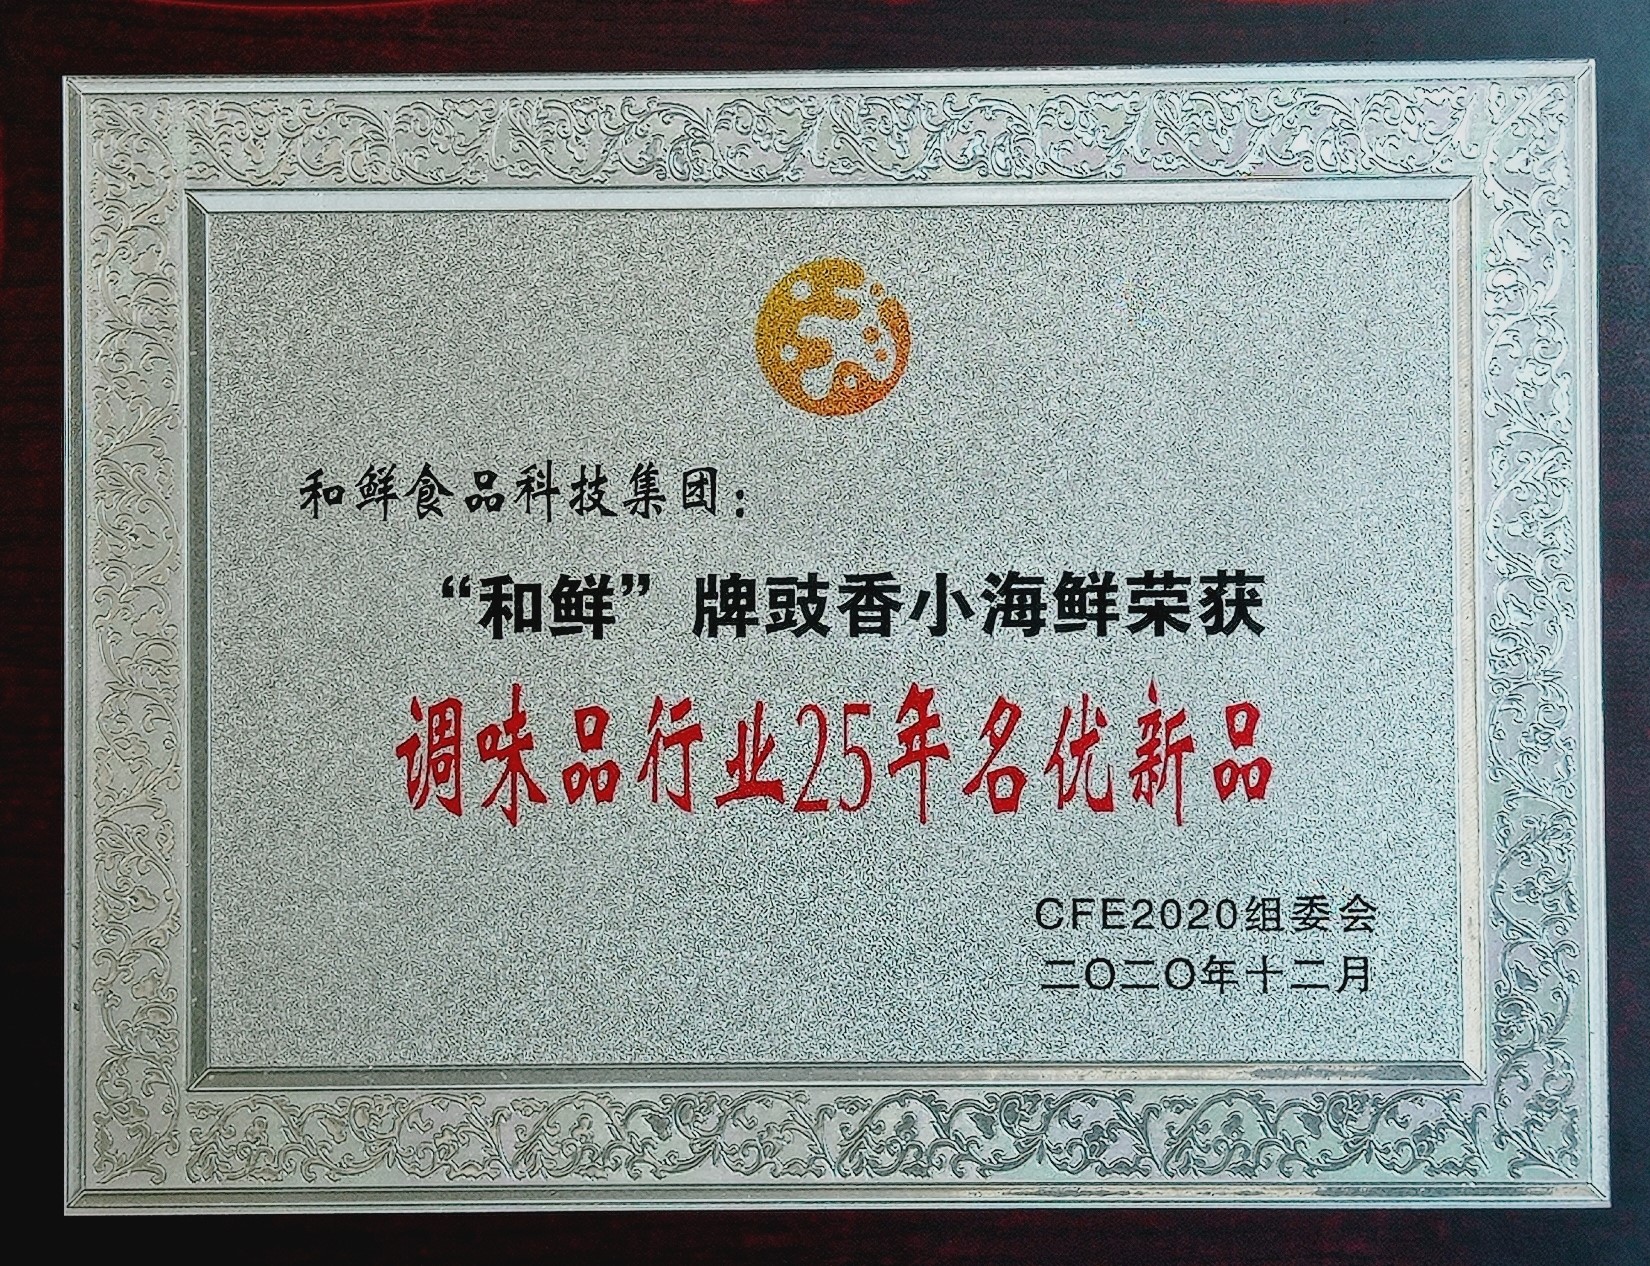 和鲜食品科技集团：
“和鲜”牌豉香小海鲜荣获
调味品行业25年名优新品
CFE2020组委会
二〇二〇年十二月